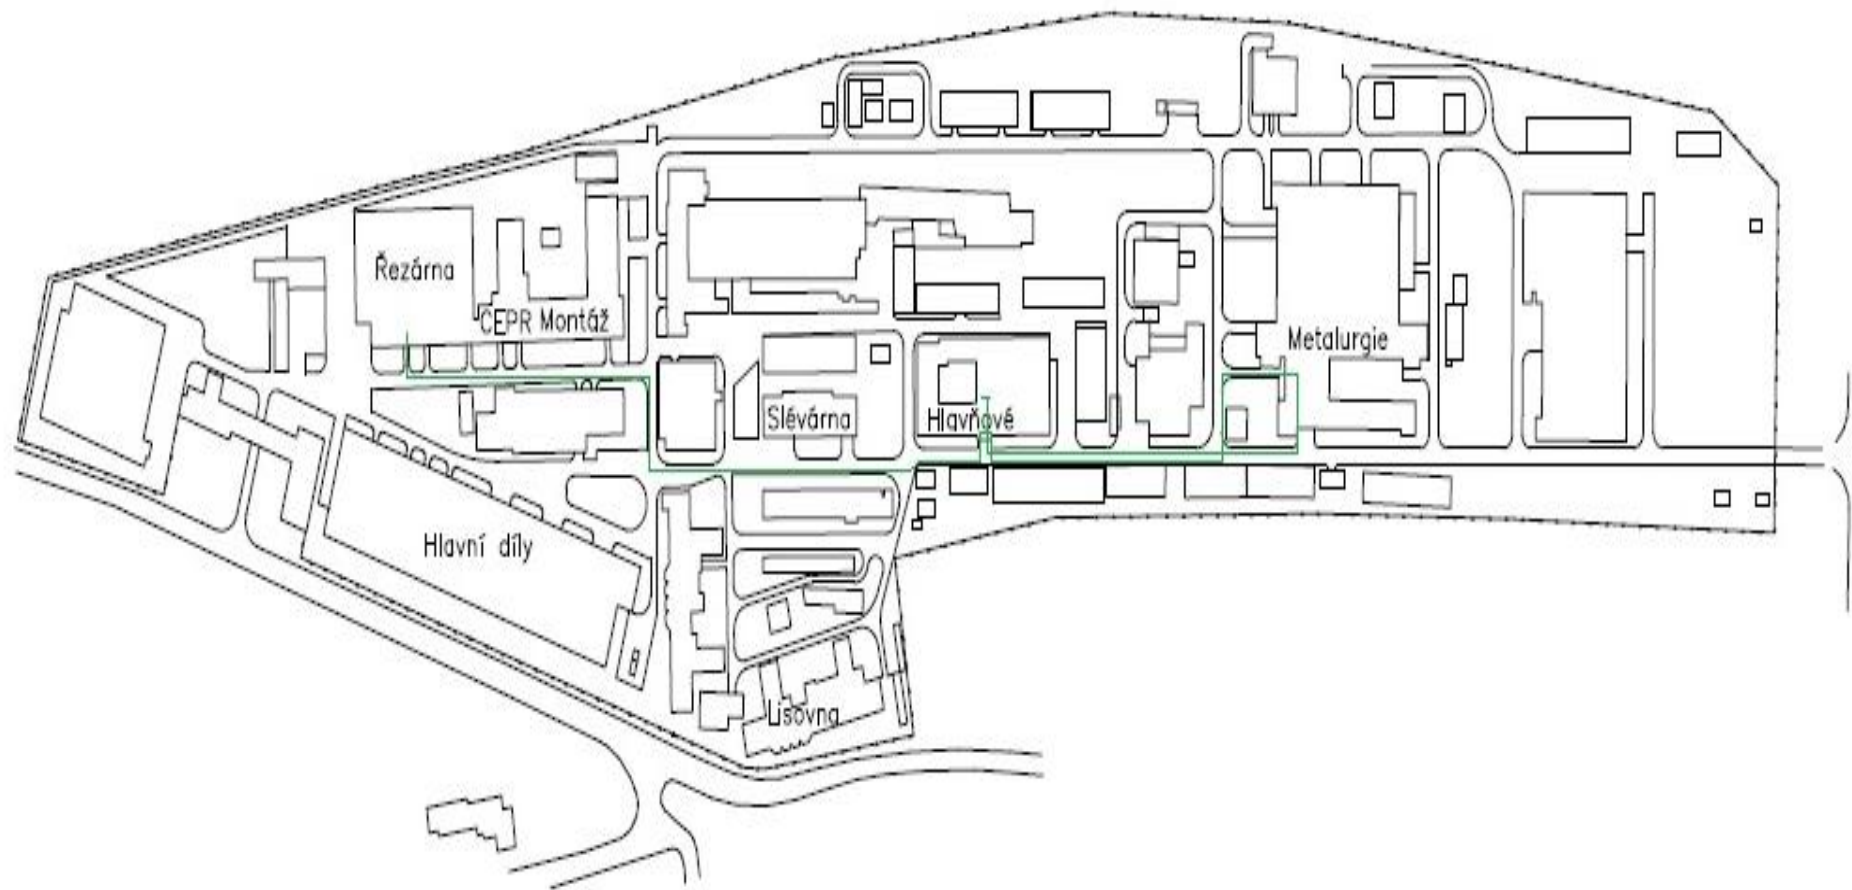 Řezárna
CEPR Montáž
Metalurgie
Slévárna
Hlavňové
Hlavní díly
Lisovna